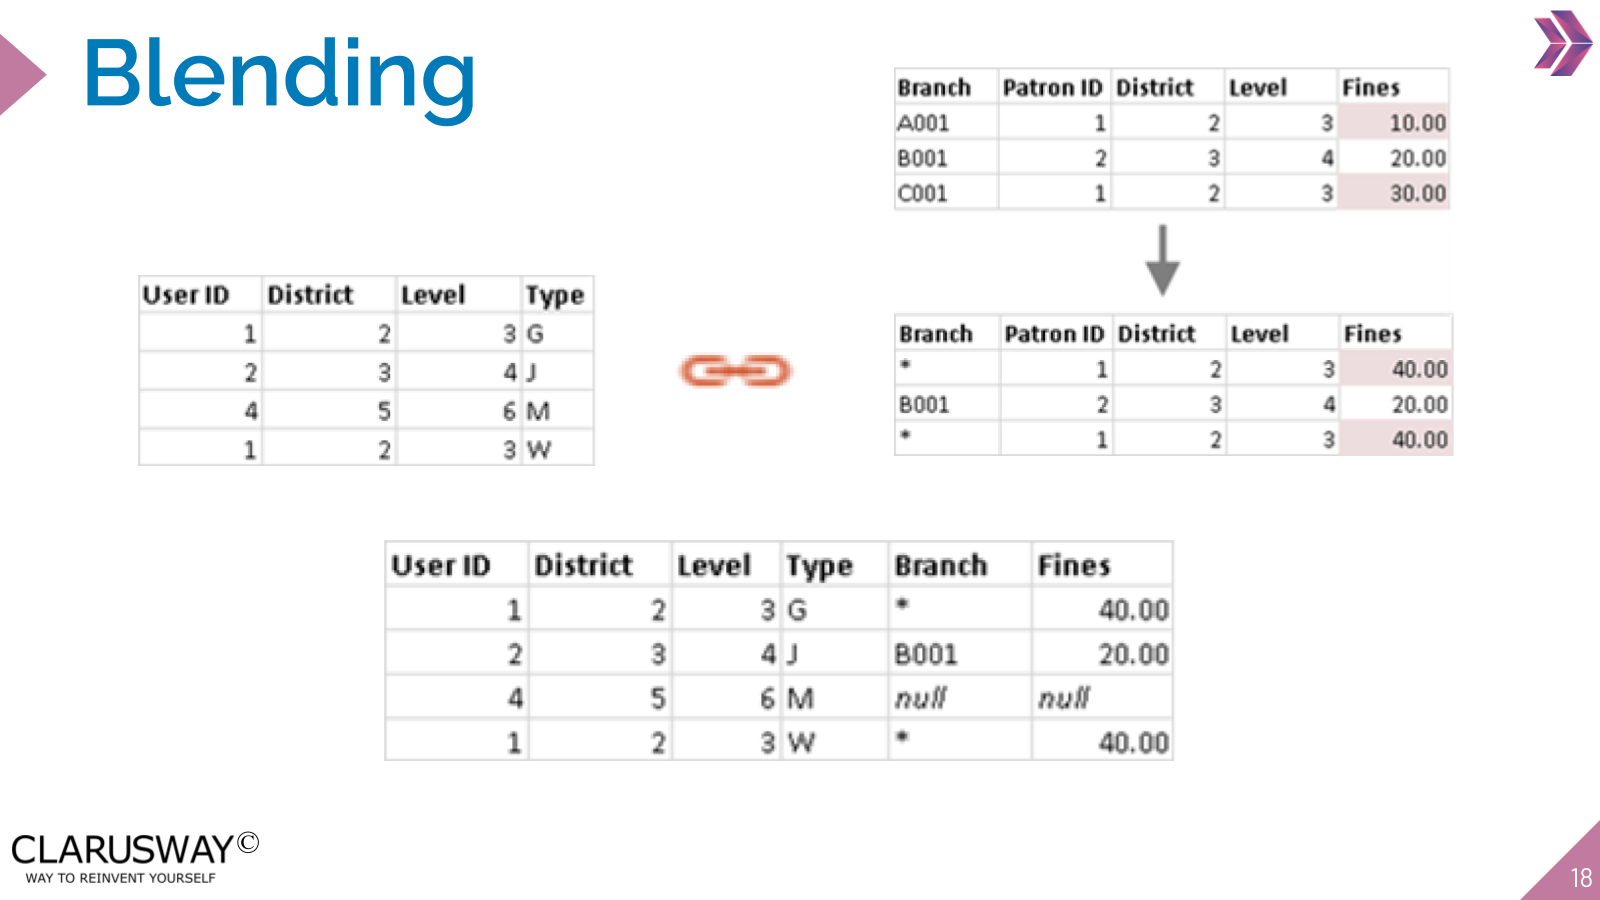 Blending
Branch Patron ID District Level Fines
A001 1 2 3 10.00
B001 2 3 4 20.00
C001 1 2 3 30.00
User ID District Level Type
1 2 3 G
2 3 4 J
4 5 6 M
1 2 3 W
Branch Patron ID District Level Fines
* 1 2 3 40.00
B001 2 3 4 20.00
* 1 2 3 40.00
User ID District Level Type Branch Fines
1 2 3 G * 40.00
2 3 4 J B001 20.00
4 5 6 M null null
1 2 3 W * 40.00
CLARUSWAY©
WAY TO REINVENT YOURSELF
18